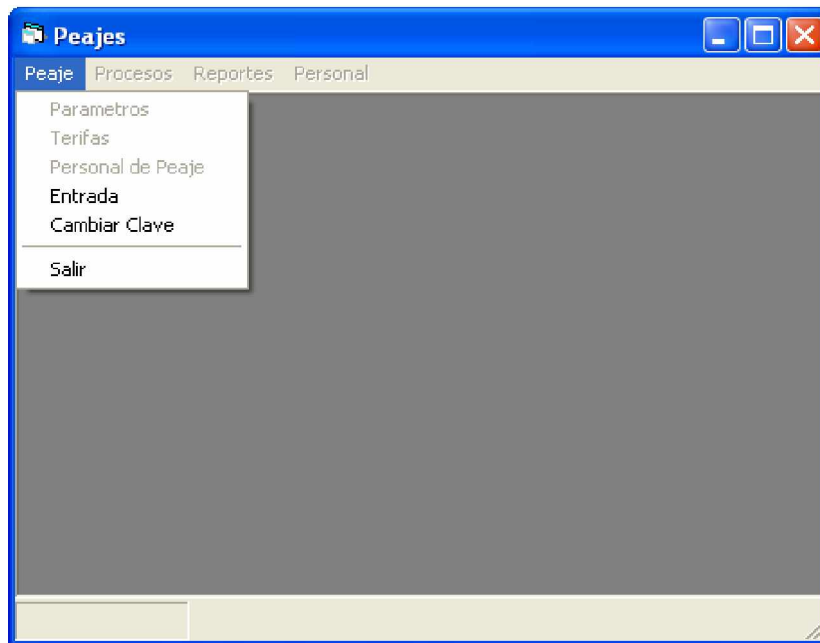 Peajes
Peaje Procesos Reportes Personal
Parametros
Terifas
Personal de Peaje
Entrada
Cambiar Clave
Salir